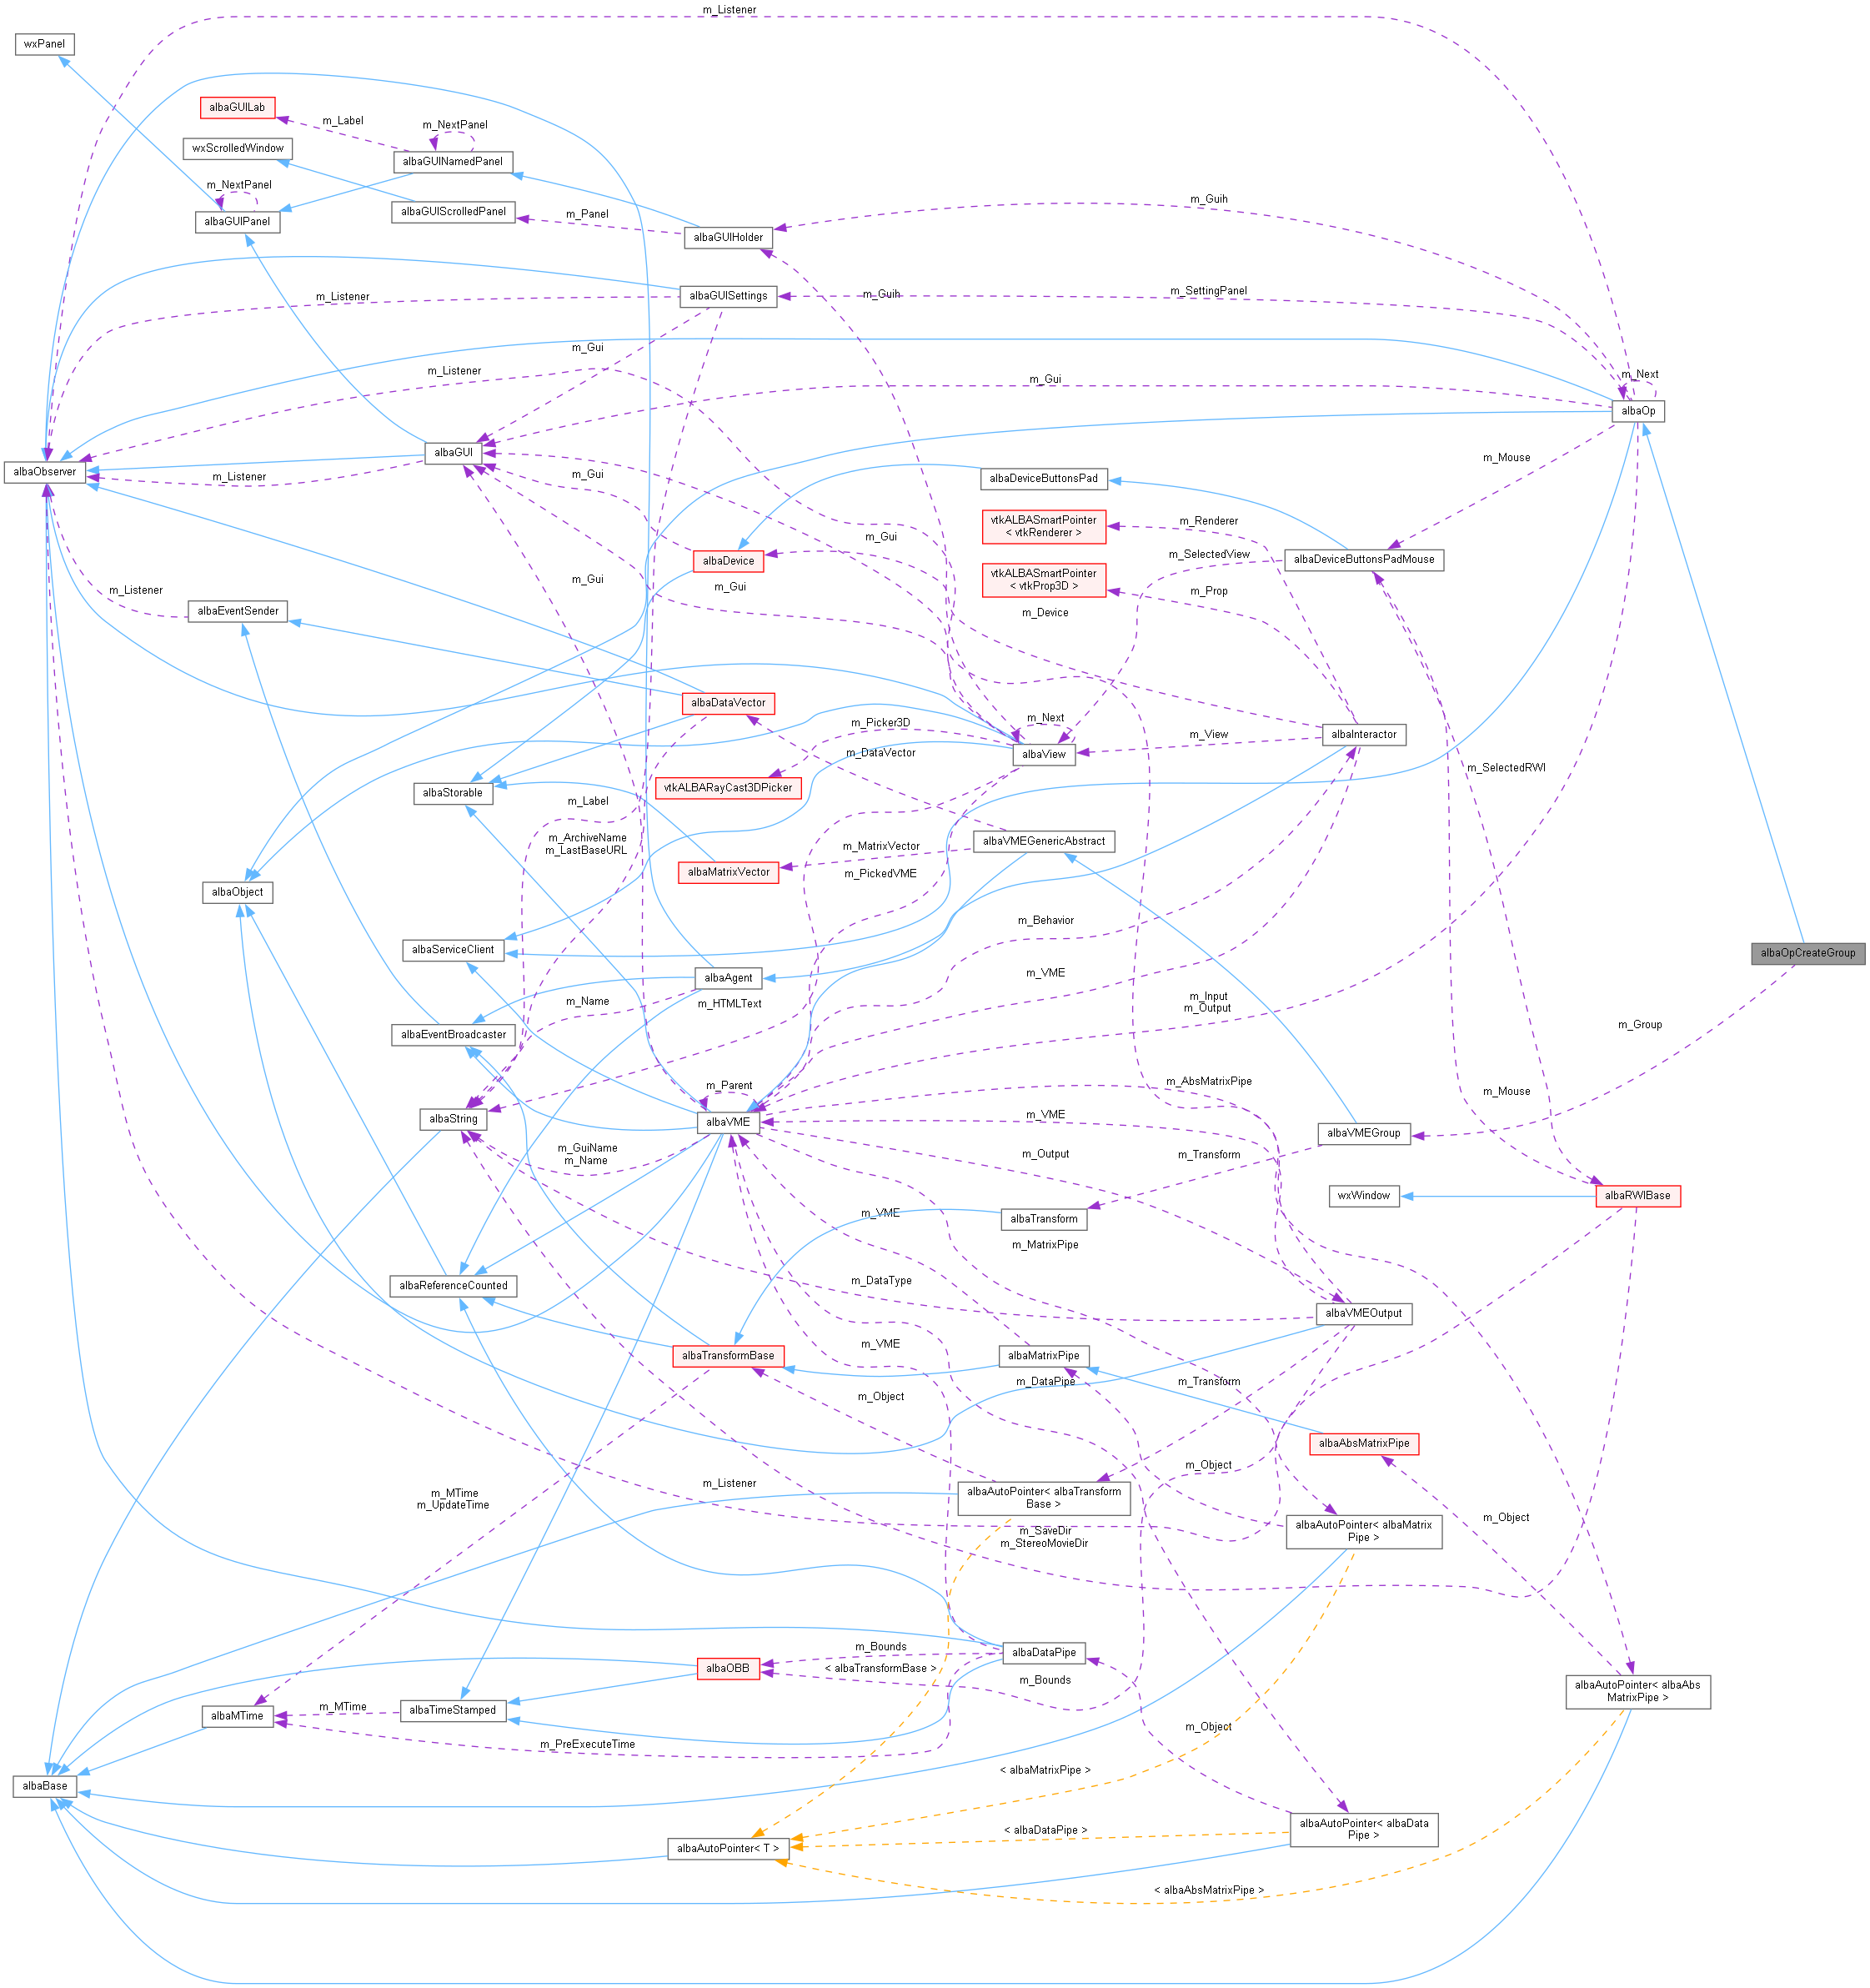 m_Listener
wxPanel
albaGUILab
m_Label
m_NextPanel
wxScrolledWindow
albaGUINamedPanel
m_NextPanel
m_Guih
albaGUIScrolledPanel
m_Panel
albaGUIPanel
albaGUIHolder
m_Listener
albaGUISettings
m_Guih
m_SettingPanel
m_Gui
m_Listener
m_Gui
m_Next
albaOp
albaGUI
m_Mouse
albaObserver
m_Listener
m_Gui
albaDeviceButtonsPad
vtkALBASmartPointer
< vtkRenderer >
m_Renderer
m_Gui
m_SelectedView
albaDevice
albaDeviceButtonsPadMouse
m_Gui
m_Gui
vtkALBASmartPointer
< vtkProp3D >
m_Listener
m_Prop
albaEventSender
m_Device
albaDataVector
m_Picker3D
m_Next
m_View
albaInteractor
m_DataVector
albaView
m_SelectedRWI
albaStorable
vtkALBARayCast3DPicker
m_Label
m_ArchiveName
m_LastBaseURL
m_MatrixVector
albaVMEGenericAbstract
albaMatrixVector
m_PickedVME
albaObject
m_Behavior
albaServiceClient
albaOpCreateGroup
albaAgent
m_VME
m_Name
m_HTMLText
m_Input
m_Output
albaEventBroadcaster
m_Group
m_Parent
m_AbsMatrixPipe
m_Mouse
albaString
albaVME
m_VME
albaVMEGroup
m_GuiName
m_Name
m_Output
m_Transform
wxWindow
albaRWIBase
m_VME
albaTransform
m_MatrixPipe
albaReferenceCounted
m_DataType
albaVMEOutput
m_VME
albaTransformBase
albaMatrixPipe
m_Object
m_DataPipe
m_Transform
albaAbsMatrixPipe
m_MTime
m_UpdateTime
m_Listener
m_Object
albaAutoPointer< albaTransform
Base >
albaAutoPointer< albaMatrix
Pipe >
m_Object
m_SaveDir
m_StereoMovieDir
m_Bounds
albaDataPipe
albaOBB
< albaTransformBase >
m_Bounds
albaAutoPointer< albaAbs
MatrixPipe >
m_MTime
albaTimeStamped
albaMTime
m_PreExecuteTime
m_Object
albaBase
< albaMatrixPipe >
< albaDataPipe >
albaAutoPointer< albaData
Pipe >
albaAutoPointer< T >
< albaAbsMatrixPipe >